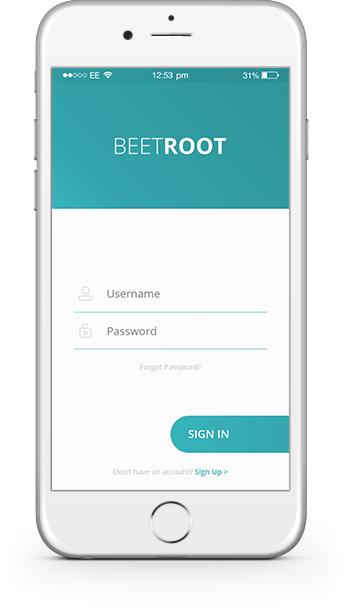 EE 12:53 pm 31%
BEETROOT
Username
Password
Forgot Password?
SIGN IN
Don't have an account? Sign Up >